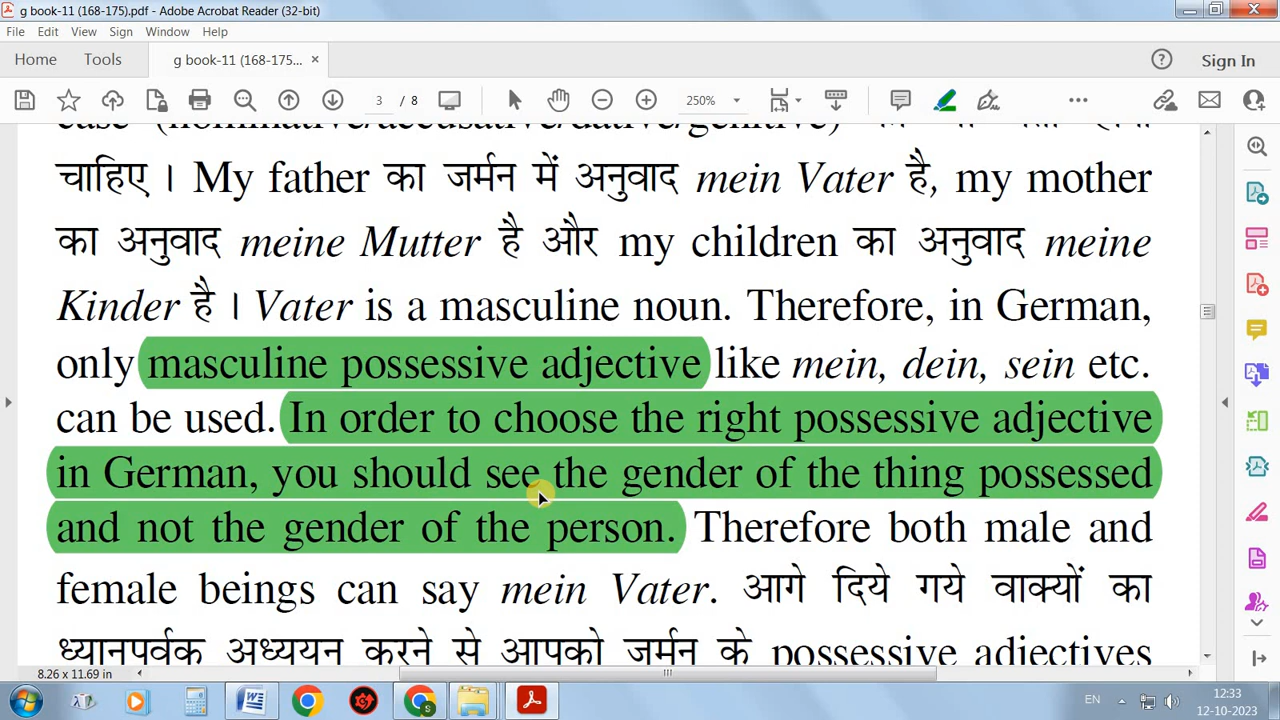 g book-11 (168-175).pdf - Adobe Acrobat Reader (32-bit)
File Edit View Sign Window Help
Home Tools g book-11 (168-175... × Sign In
3 / 8 250%
case (nominative/accusative/dative/genitive)
चाहिए । My father का जर्मन में अनुवाद mein Vater है, my mother
का अनुवाद meine Mutter है और my children का अनुवाद meine
Kinder है । Vater is a masculine noun. Therefore, in German,
only masculine possessive adjective like mein, dein, sein etc.
can be used. In order to choose the right possessive adjective
in German, you should see the gender of the thing possessed
and not the gender of the person. Therefore both male and
female beings can say mein Vater. आगे दिये गये वाक्यों का
ध्यानपूर्वक अध्ययन करने से आपको जर्मन के possessive adjectives
8.26 x 11.69 in
EN 12:33
12-10-2023